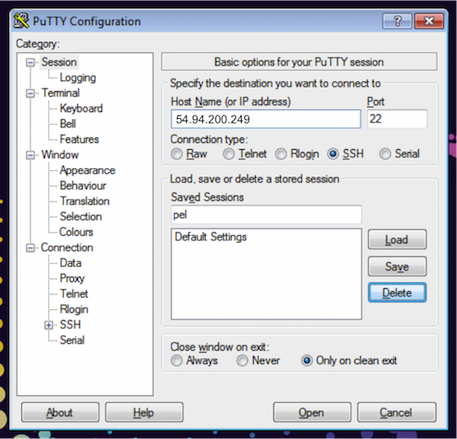 PuTTY Configuration
Category:
Session
Logging
Terminal
Keyboard
Bell
Features
Window
Appearance
Behaviour
Translation
Selection
Colours
Connection
Data
Proxy
Telnet
Rlogin
SSH
Serial
Basic options for your PuTTY session
Specify the destination you want to connect to
Host Name (or IP address) Port
54.94.200.249 22
Connection type:
Raw Telnet Rlogin SSH Serial
Load, save or delete a stored session
Saved Sessions
pel
Default Settings
Load
Save
Delete
Close window on exit:
Always Never Only on clean exit
About Help Open Cancel